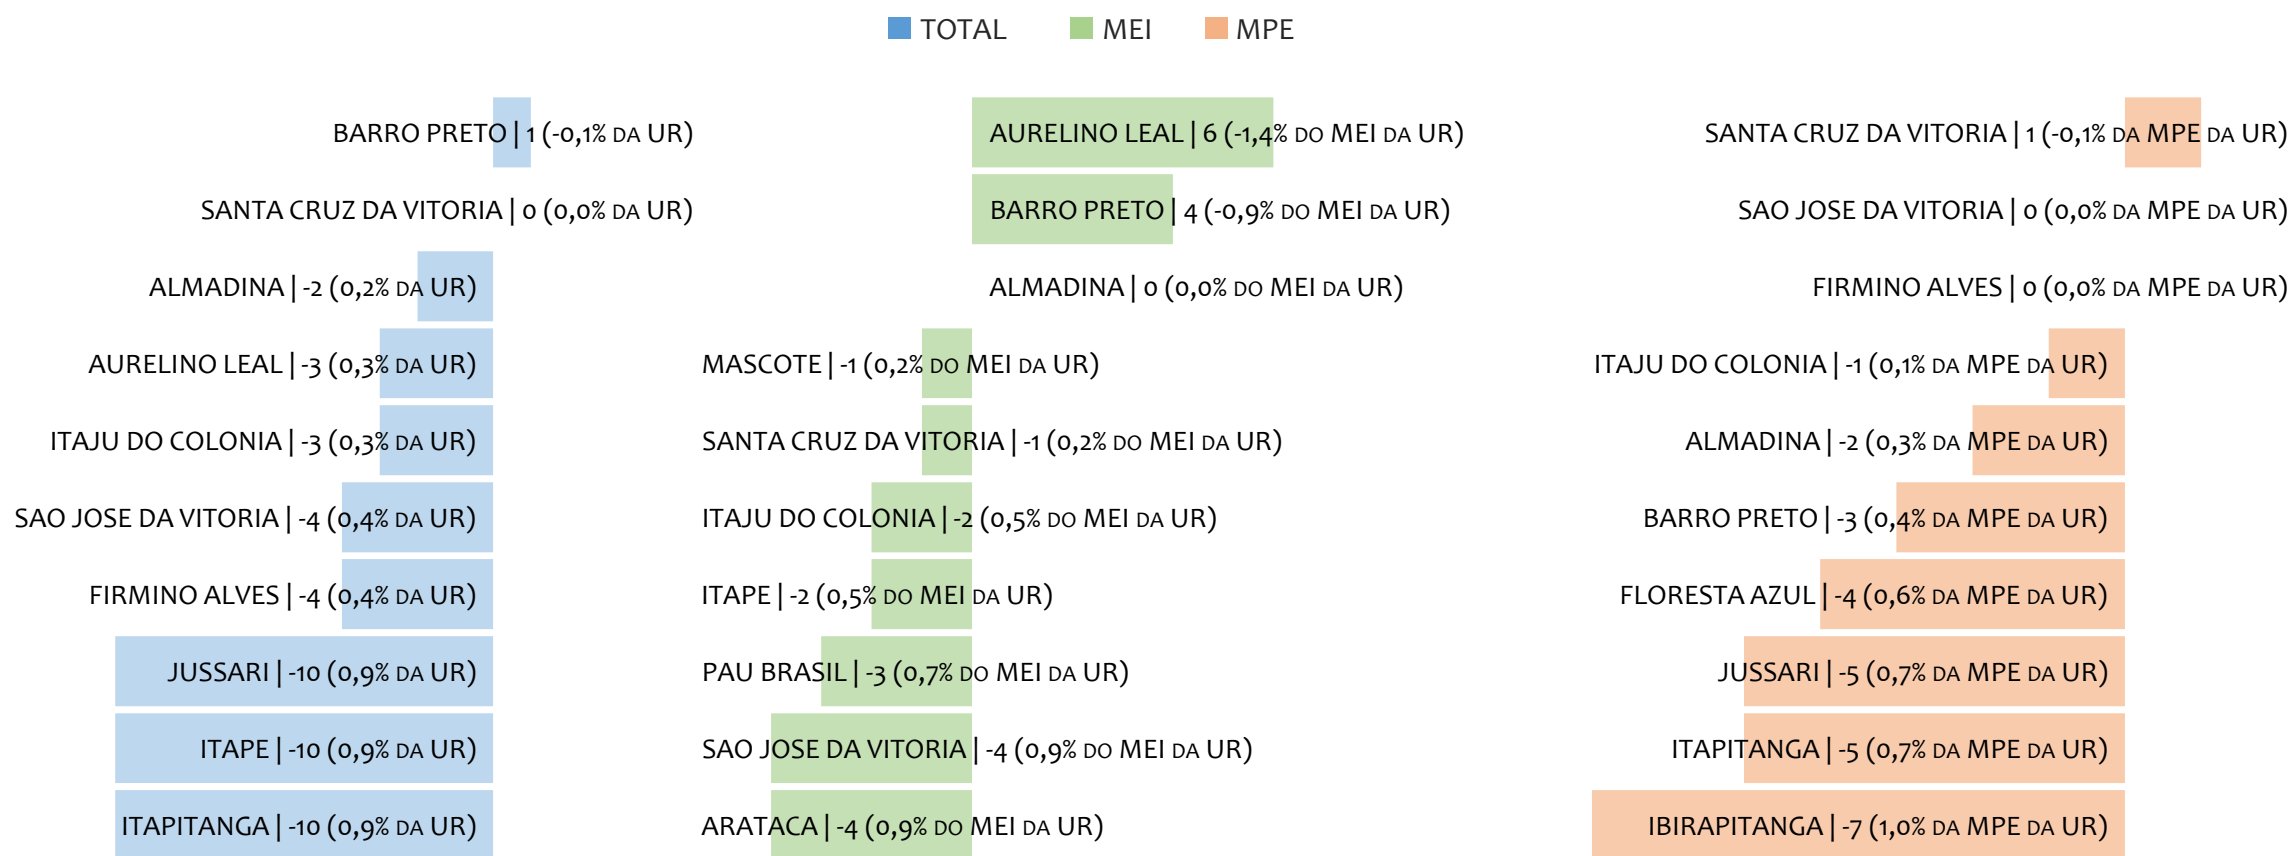 TOTAL MEI MPE
BARRO PRETO | 1 (-0,1% DA UR)
SANTA CRUZ DA VITORIA | 0 (0,0% DA UR)
ALMADINA | -2 (0,2% DA UR)
AURELINO LEAL | -3 (0,3% DA UR)
ITAJU DO COLONIA | -3 (0,3% DA UR)
SAO JOSE DA VITORIA | -4 (0,4% DA UR)
FIRMINO ALVES | -4 (0,4% DA UR)
JUSSARI | -10 (0,9% DA UR)
ITAPE | -10 (0,9% DA UR)
ITAPITANGA | -10 (0,9% DA UR)
AURELINO LEAL | 6 (-1,4% DO MEI DA UR)
BARRO PRETO | 4 (-0,9% DO MEI DA UR)
ALMADINA | 0 (0,0% DO MEI DA UR)
MASCOTE | -1 (0,2% DO MEI DA UR)
SANTA CRUZ DA VITORIA | -1 (0,2% DO MEI DA UR)
ITAJU DO COLONIA | -2 (0,5% DO MEI DA UR)
ITAPE | -2 (0,5% DO MEI DA UR)
PAU BRASIL | -3 (0,7% DO MEI DA UR)
SAO JOSE DA VITORIA | -4 (0,9% DO MEI DA UR)
ARATACA | -4 (0,9% DO MEI DA UR)
SANTA CRUZ DA VITORIA | 1 (-0,1% DA MPE DA UR)
SAO JOSE DA VITORIA | 0 (0,0% DA MPE DA UR)
FIRMINO ALVES | 0 (0,0% DA MPE DA UR)
ITAJU DO COLONIA | -1 (0,1% DA MPE DA UR)
ALMADINA | -2 (0,3% DA MPE DA UR)
BARRO PRETO | -3 (0,4% DA MPE DA UR)
FLORESTA AZUL | -4 (0,6% DA MPE DA UR)
JUSSARI | -5 (0,7% DA MPE DA UR)
ITAPITANGA | -5 (0,7% DA MPE DA UR)
IBIRAPITANGA | -7 (1,0% DA MPE DA UR)